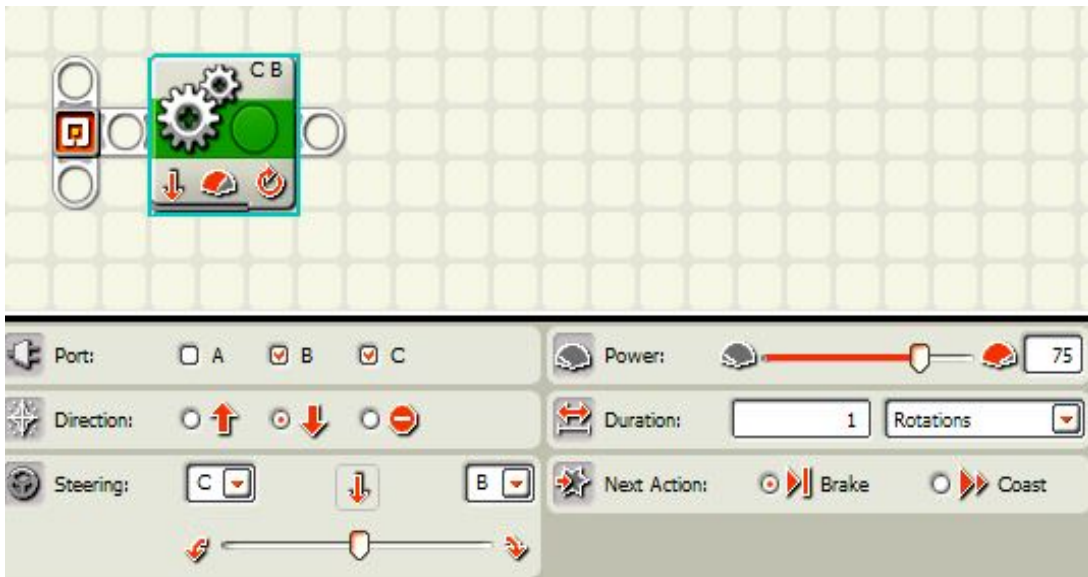 C B
Port: A B C
Power: 75
Direction:
Duration: 1 Rotations
Steering: C B
Next Action: Brake Coast